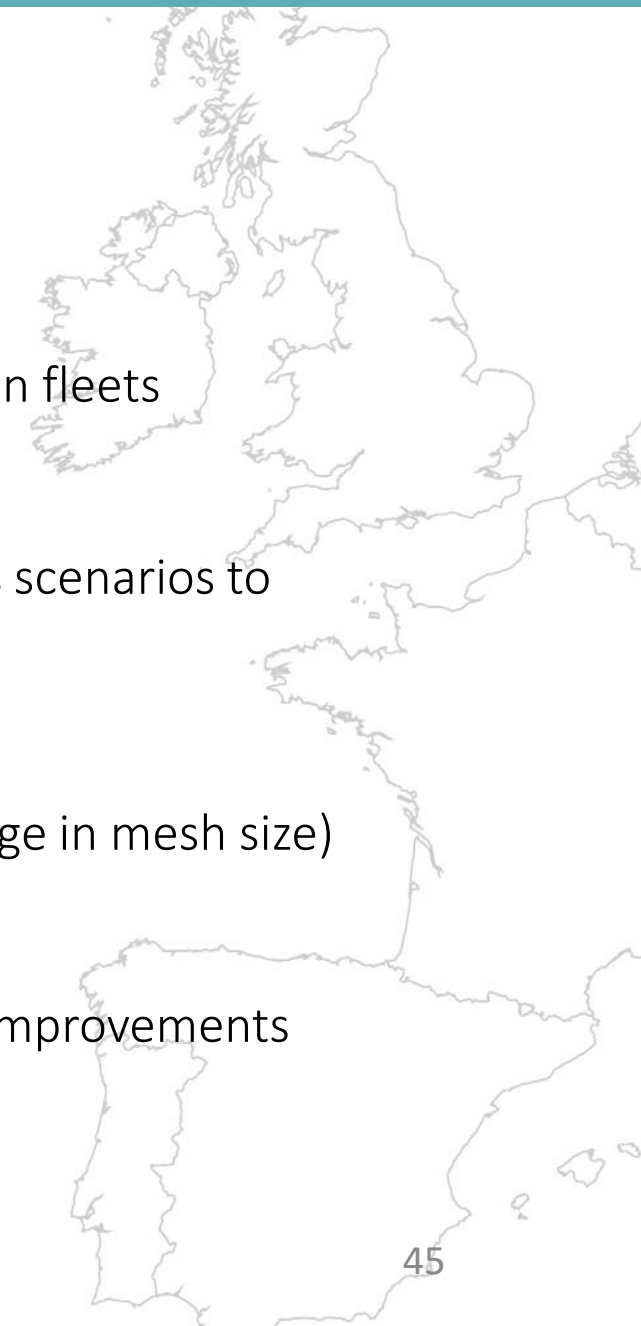 n fleets
scenarios to
ge in mesh size)
mprovements
45